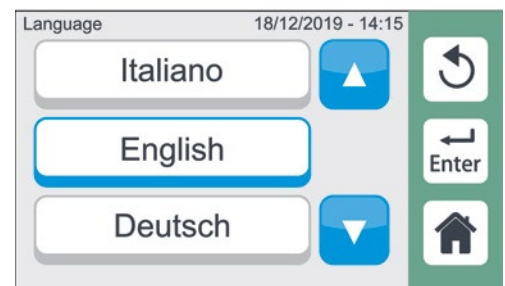 Language 18/12/2019 - 14:15
Italiano
English
Enter
Deutsch